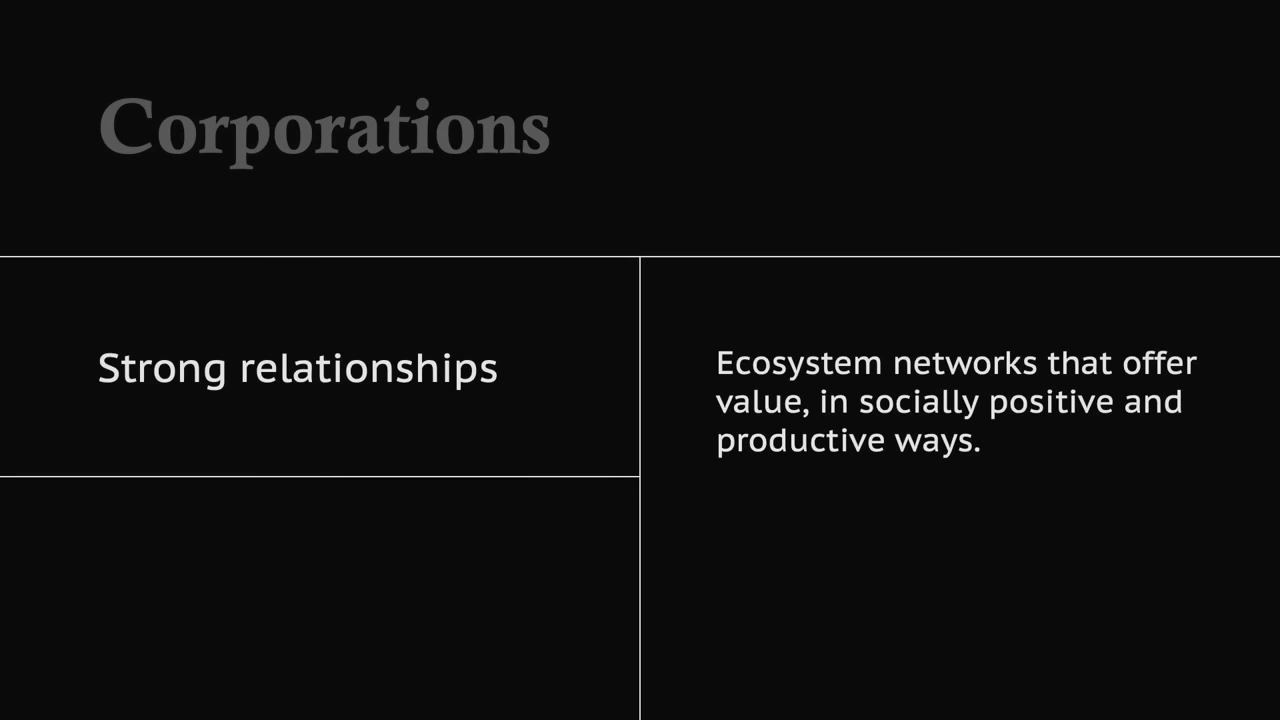 Corporations
Strong relationships
Ecosystem networks that offer
value, in socially positive and
productive ways.